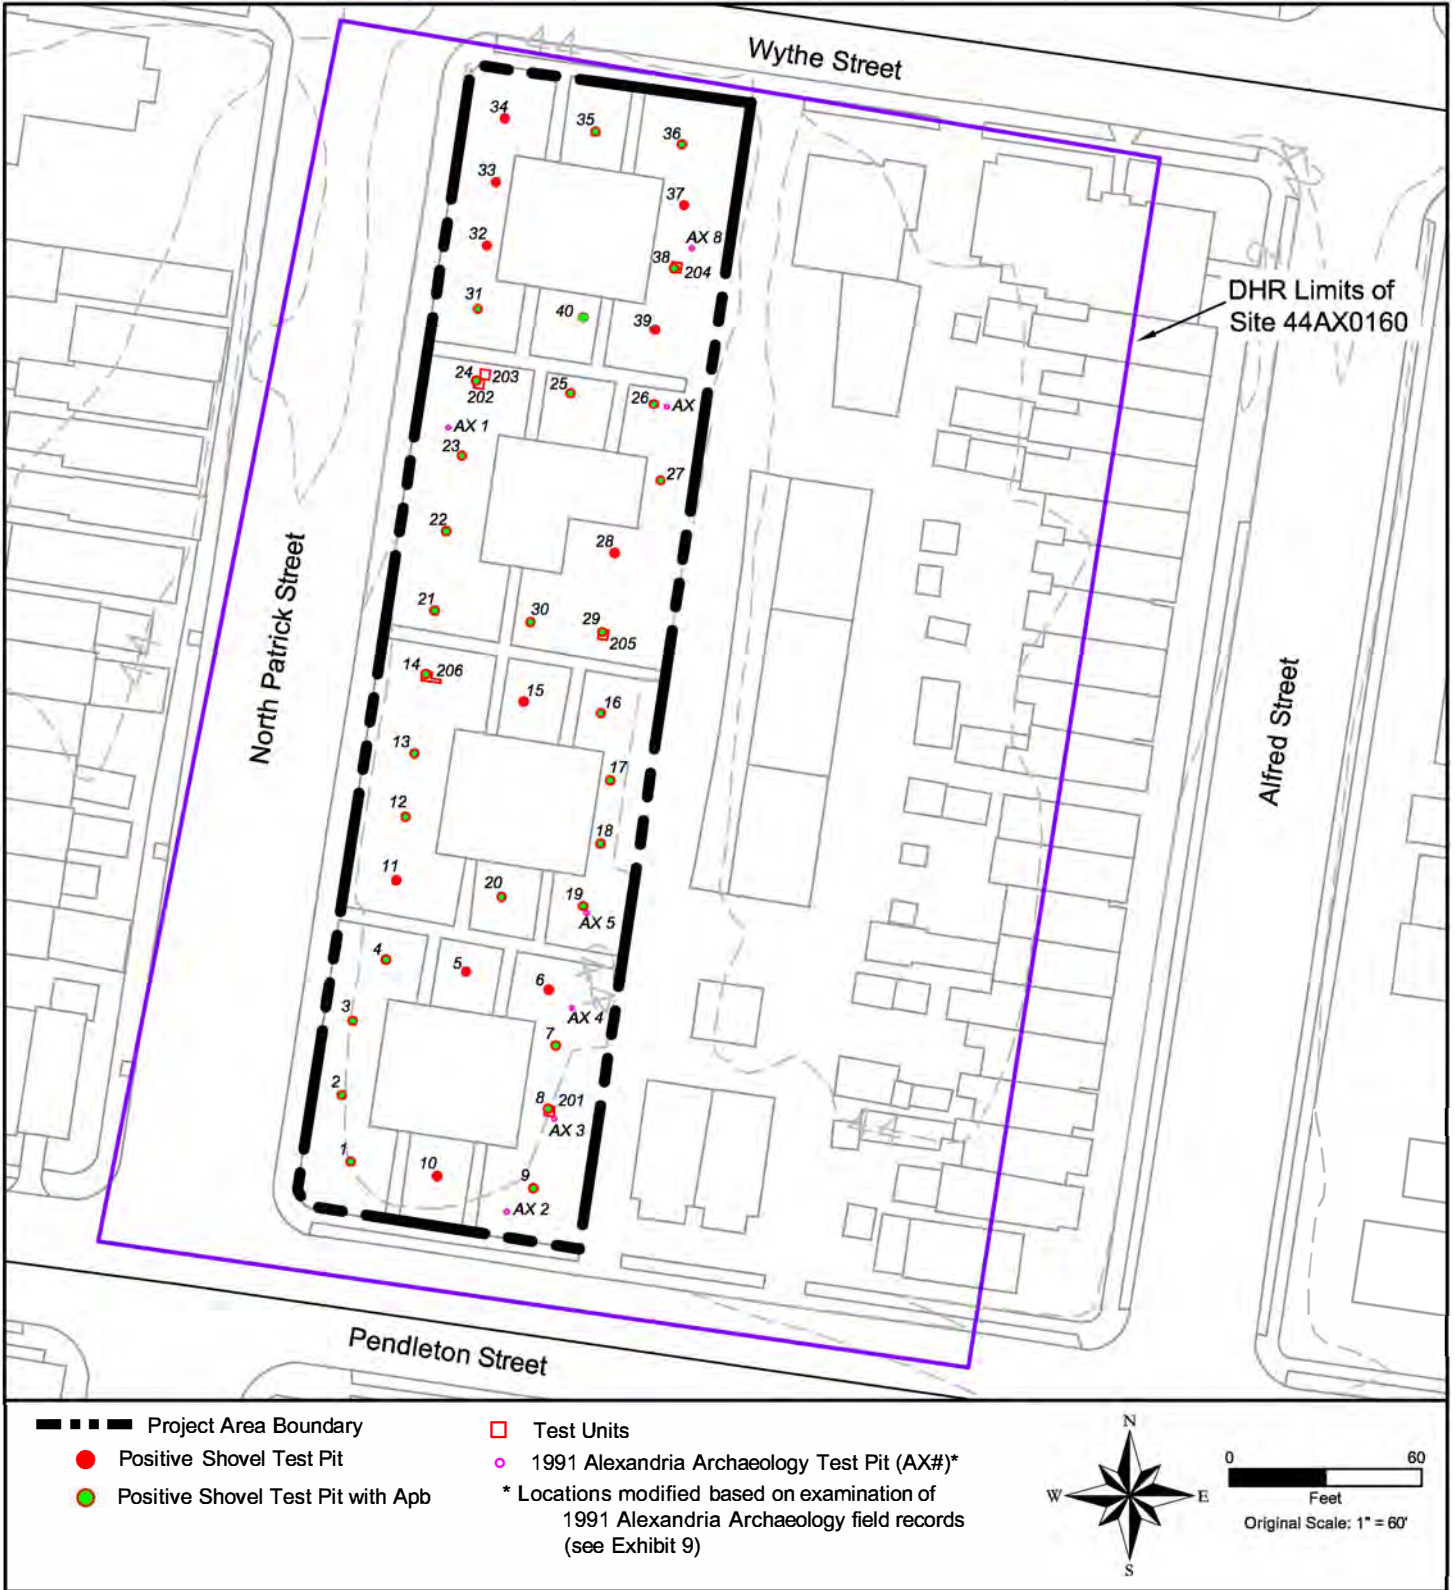 Wythe Street
44
34
35
36
33
37
32
AX 8
38
204
DHR Limits of
Site 44AX0160
31
40
39
24
203
202
25
26
AX
AX 1
23
27
22
28
North Patrick Street
21
30
29
205
14
206
15
16
Alfred Street
13
17
12
18
11
20
19
AX 5
4
5
6
AX 4
3
7
2
8
201
AX 3
44
1
10
9
AX 2
Pendleton Street
Project Area Boundary
Positive Shovel Test Pit
Positive Shovel Test Pit with Apb
Test Units
1991 Alexandria Archaeology Test Pit (AX#)*
* Locations modified based on examination of
1991 Alexandria Archaeology field records
(see Exhibit 9)
N
W
E
S
0
60
Feet
Original Scale: 1" = 60'